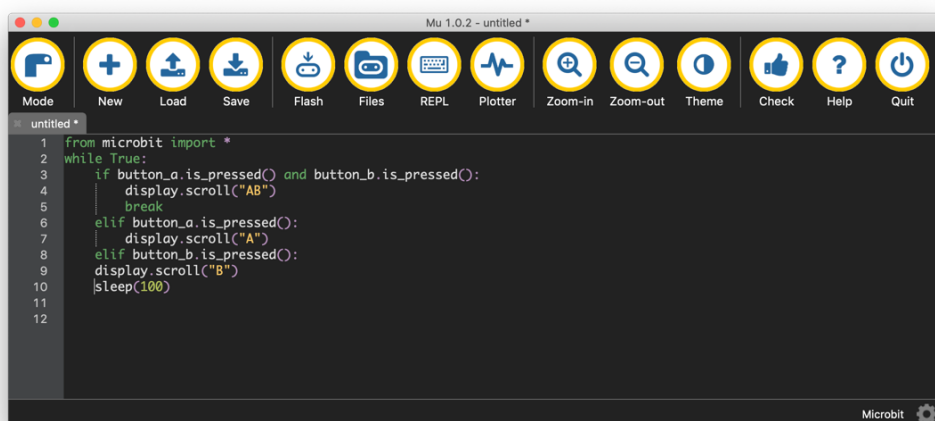 Mu 1.0.2 - untitled *
Mode New Load Save Flash Files REPL Plotter Zoom-in Zoom-out Theme Check Help Quit
untitled *
1 from microbit import *
2 while True:
3     if button_a.is_pressed() and button_b.is_pressed():
4         display.scroll("AB")
5         break
6     elif button_a.is_pressed():
7         display.scroll("A")
8     elif button_b.is_pressed():
9     display.scroll("B")
10     sleep(100)
11
12
Microbit